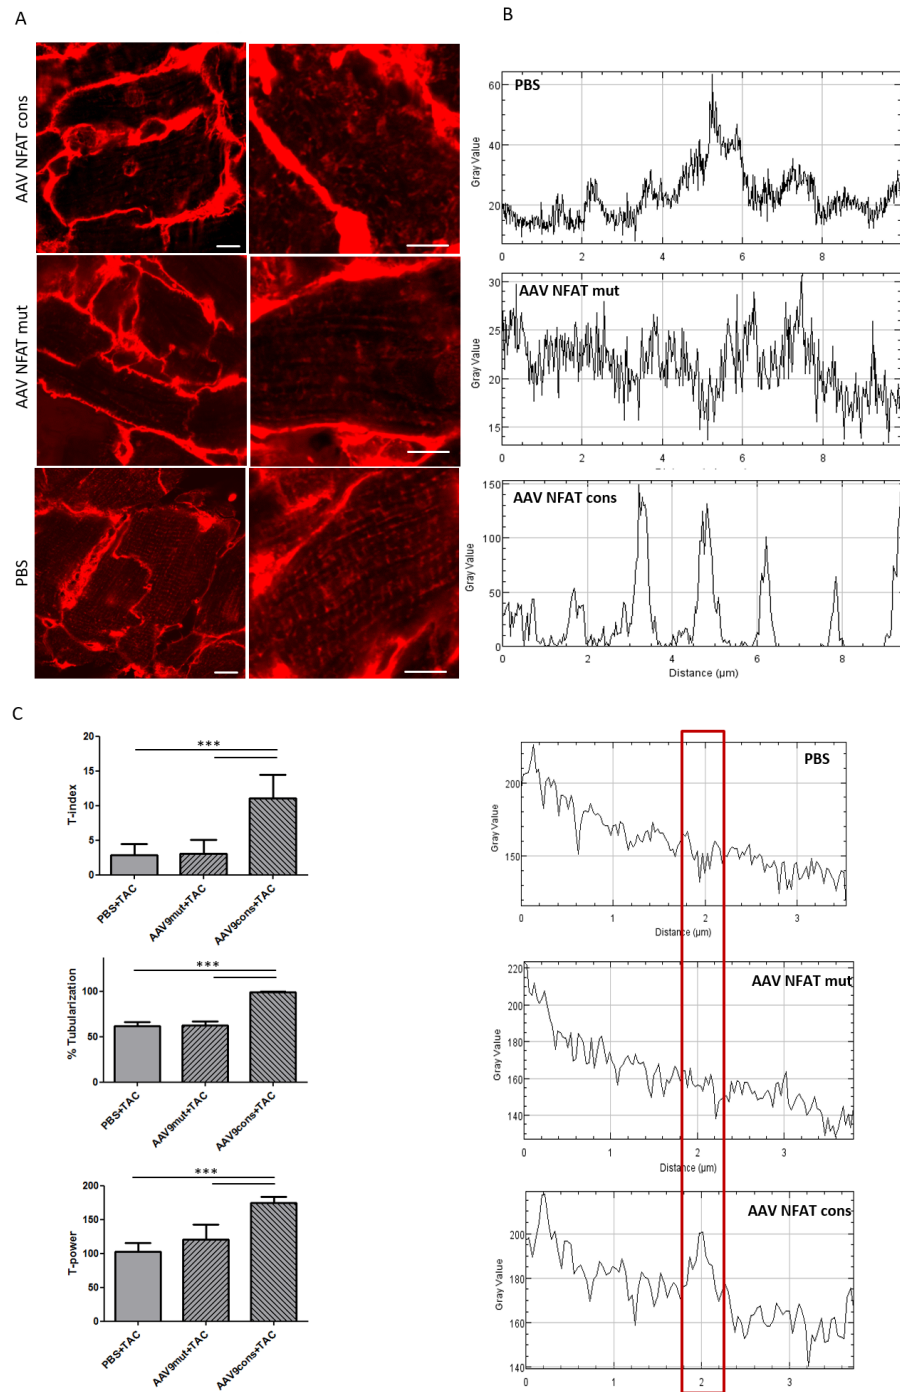 A
AAV NFAT cons
AAV NFAT mut
PBS
B
PBS
Gray Value
60
40
20
0 2 4 6 8
AAV NFAT mut
Gray Value
30
25
20
15
0 2 4 6 8
AAV NFAT cons
Gray Value
150
100
50
0
0 2 4 6 8
Distance (µm)
C
T-index
20
15
10
5
0
***
PBS+TAC
AAV9mut+TAC
AAV9cons+TAC
% Tubularization
100
50
0
***
PBS+TAC
AAV9mut+TAC
AAV9cons+TAC
T-power
200
150
100
50
0
***
PBS+TAC
AAV9mut+TAC
AAV9cons+TAC
PBS
Gray Value
200
150
0 1 2 3
Distance (µm)
AAV NFAT mut
Gray Value
220
200
180
160
140
0 1 2 3
Distance (µm)
AAV NFAT cons
Gray Value
200
180
160
140
0 1 2 3